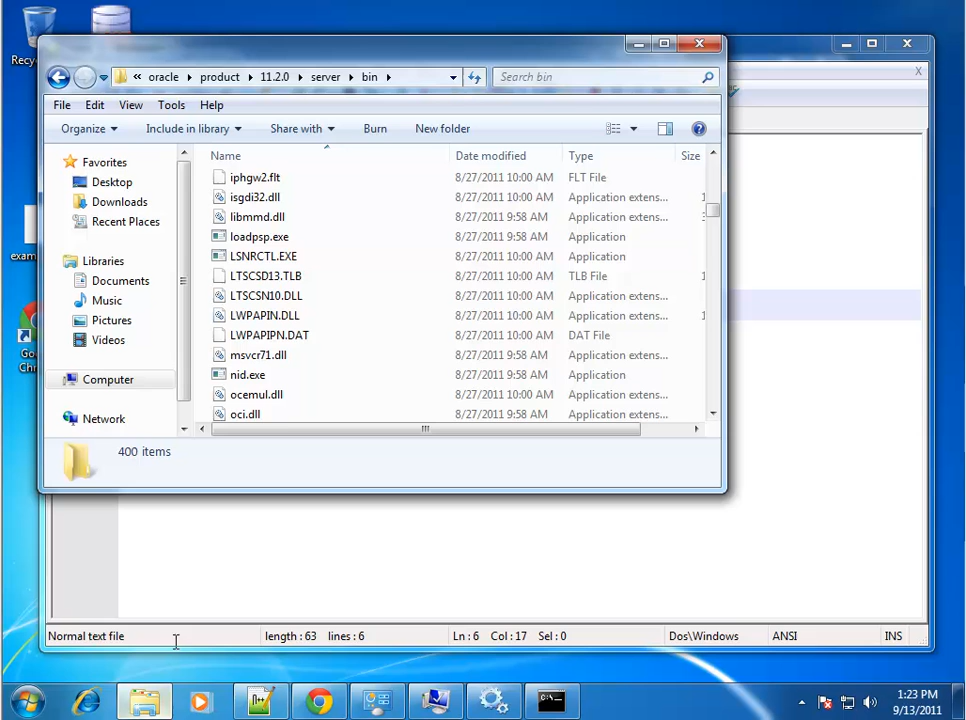 Recy
oracle ▸ product ▸ 11.2.0 ▸ server ▸ bin ▸
Search bin
File Edit View Tools Help
Organize Include in library Share with Burn New folder
Name Date modified Type Size
Favorites
Desktop
Downloads
Recent Places
Libraries
Documents
Music
Pictures
Videos
Computer
Network
iphgw2.flt 8/27/2011 10:00 AM FLT File
isgdi32.dll 8/27/2011 10:00 AM Application extens... 1
libmmd.dll 8/27/2011 9:58 AM Application extens...
loadpsp.exe 8/27/2011 9:58 AM Application
LSNRCTL.EXE 8/27/2011 10:00 AM Application
LTSCSD13.TLB 8/27/2011 10:00 AM TLB File 1
LTSCSN10.DLL 8/27/2011 10:00 AM Application extens... 1
LWPAPIN.DLL 8/27/2011 10:00 AM Application extens... 1
LWPAPIPN.DAT 8/27/2011 10:00 AM DAT File
msvcr71.dll 8/27/2011 9:58 AM Application extens...
nid.exe 8/27/2011 10:00 AM Application
ocemul.dll 8/27/2011 10:00 AM Application extens...
oci.dll 8/27/2011 9:58 AM Application extens...
400 items
exam
Go
Chr
Normal text file length : 63 lines : 6 Ln : 6 Col : 17 Sel : 0 Dos\Windows ANSI INS
1:23 PM
9/13/2011